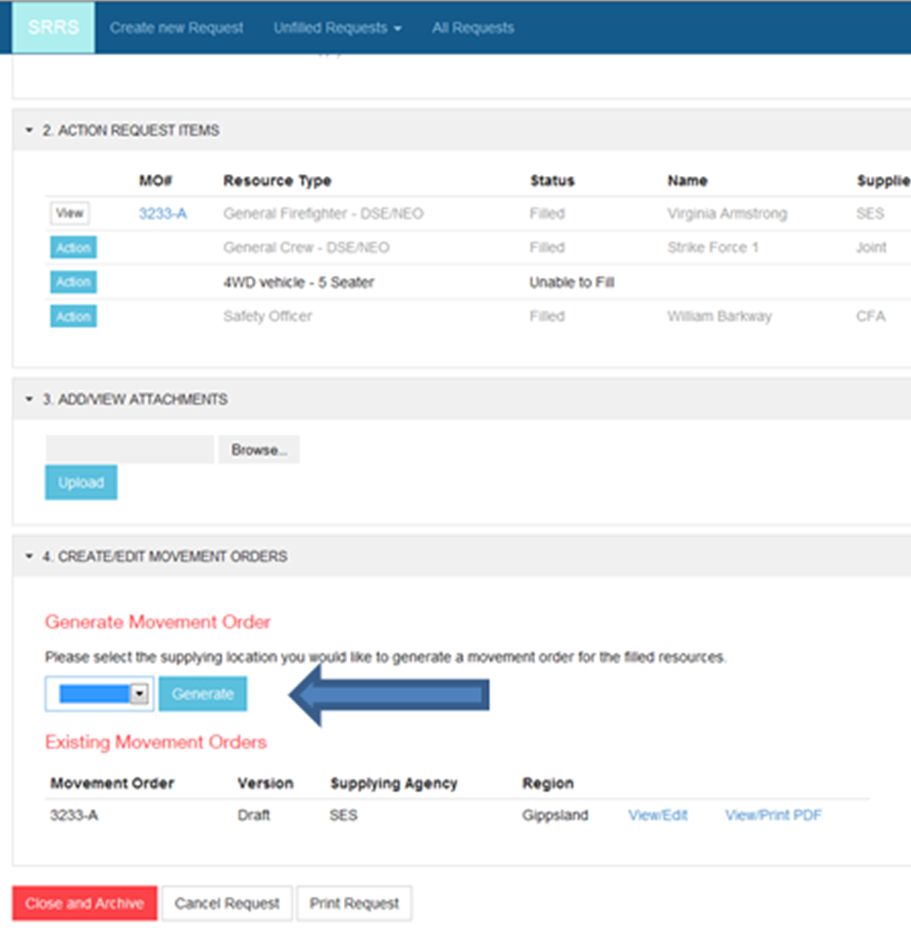 SRRS Create new Request Unfilled Requests All Requests
2. ACTION REQUEST ITEMS
MO# Resource Type Status Name Supplie
View 3233-A General Firefighter - DSE/NEO Filled Virginia Armstrong SES
Action General Crew - DSE/NEO Filled Strike Force 1 Joint
Action 4WD vehicle - 5 Seater Unable to Fill
Action Safety Officer Filled William Barkway CFA
3. ADD/VIEW ATTACHMENTS
Browse...
Upload
4. CREATE/EDIT MOVEMENT ORDERS
Generate Movement Order
Please select the supplying location you would like to generate a movement order for the filled resources.
Generate
Existing Movement Orders
Movement Order Version Supplying Agency Region
3233-A Draft SES Gippsland View/Edit View/Print PDF
Close and Archive Cancel Request Print Request